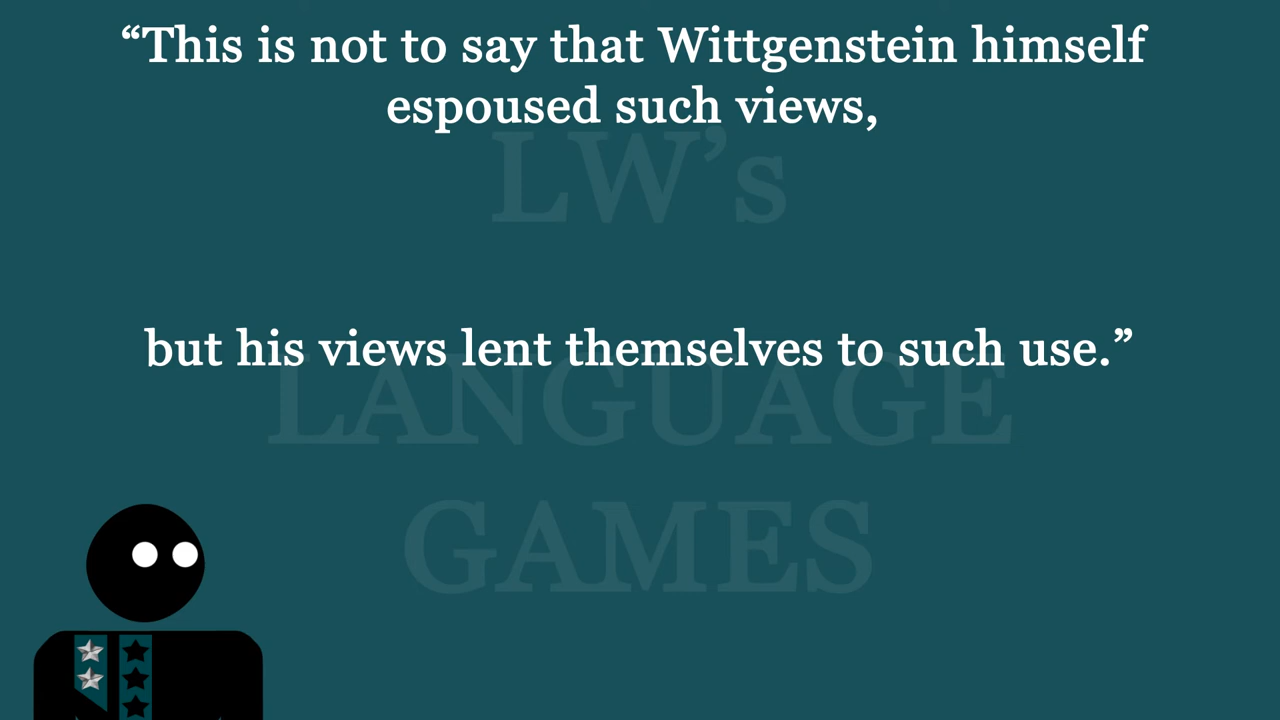 “This is not to say that Wittgenstein himself
espoused such views,
LW’s
but his views lent themselves to such use.”
LANGUAGE
GAMES